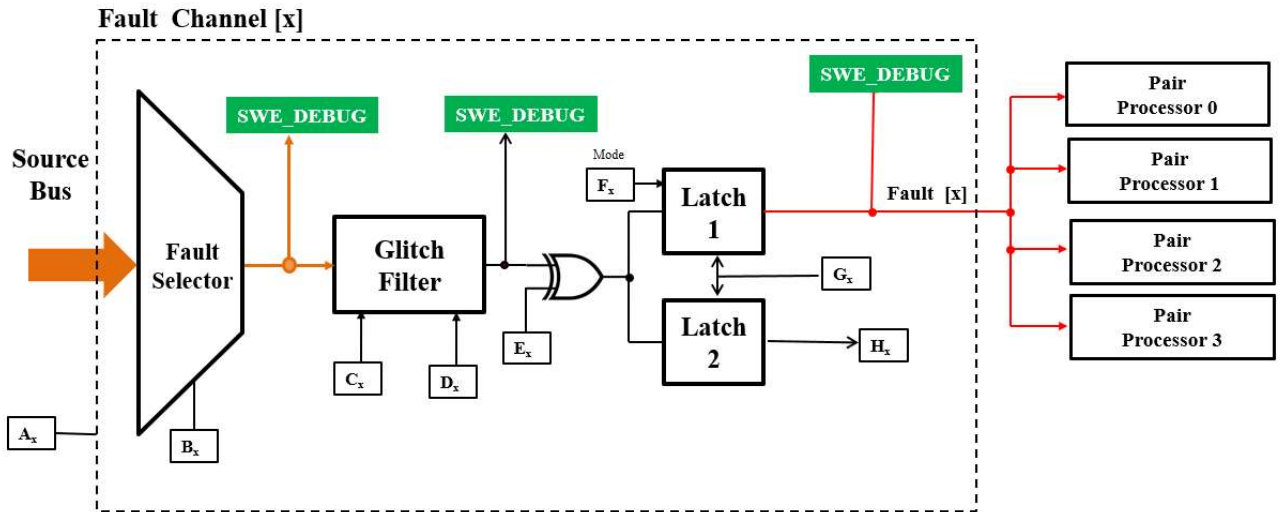 Fault Channel [x]
SWE_DEBUG
SWE_DEBUG
SWE_DEBUG
Source
Bus
Fault
Selector
Glitch
Filter
Mode
Fₓ
Latch
1
Fault [x]
Gₓ
Latch
2
Hₓ
Eₓ
Cₓ
Dₓ
Aₓ
Bₓ
Pair
Processor 0
Pair
Processor 1
Pair
Processor 2
Pair
Processor 3